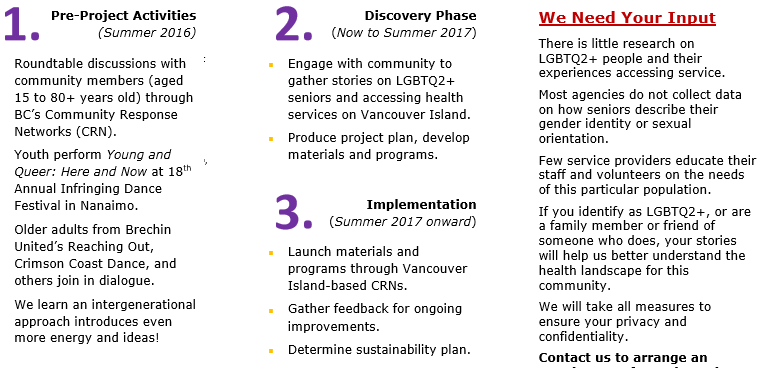 1.
Pre-Project Activities
(Summer 2016)
Roundtable discussions with
community members (aged
15 to 80+ years old) through
BC's Community Response
Networks (CRN).
Youth perform Young and
Queer: Here and Now at 18th
Annual Infringing Dance
Festival in Nanaimo.
Older adults from Brechin
United's Reaching Out,
Crimson Coast Dance, and
others join in dialogue.
We learn an intergenerational
approach introduces even
more energy and ideas!
2.
Discovery Phase
(Now to Summer 2017)
Engage with community to
gather stories on LGBTQ2+
seniors and accessing health
services on Vancouver Island.
Produce project plan, develop
materials and programs.
3.
Implementation
(Summer 2017 onward)
Launch materials and
programs through Vancouver
Island-based CRNs.
Gather feedback for ongoing
improvements.
Determine sustainability plan.
We Need Your Input
There is little research on
LGBTQ2+ people and their
experiences accessing service.
Most agencies do not collect data
on how seniors describe their
gender identity or sexual
orientation.
Few service providers educate their
staff and volunteers on the needs
of this particular population.
If you identify as LGBTQ2+, or are
a family member or friend of
someone who does, your stories
will help us better understand the
health landscape for this
community.
We will take all measures to
ensure your privacy and
confidentiality.
Contact us to arrange an